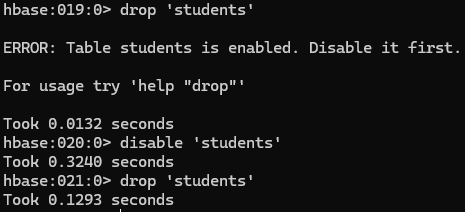 hbase:019:0> drop 'students'
ERROR: Table students is enabled. Disable it first.
For usage try 'help "drop"'
Took 0.0132 seconds
hbase:020:0> disable 'students'
Took 0.3240 seconds
hbase:021:0> drop 'students'
Took 0.1293 seconds